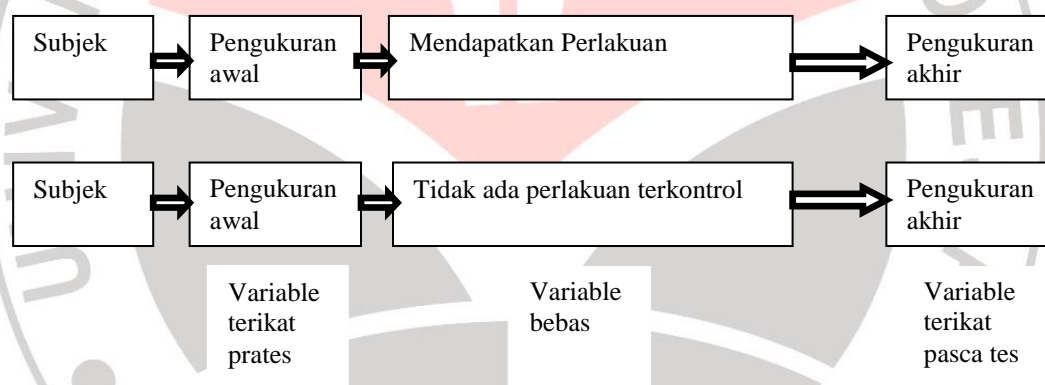 Subjek
Pengukuran
awal
Mendapatkan Perlakuan
Pengukuran
akhir
Subjek
Pengukuran
awal
Tidak ada perlakuan terkontrol
Pengukuran
akhir
Variable
terikat
prates
Variable
bebas
Variable
terikat
pasca tes